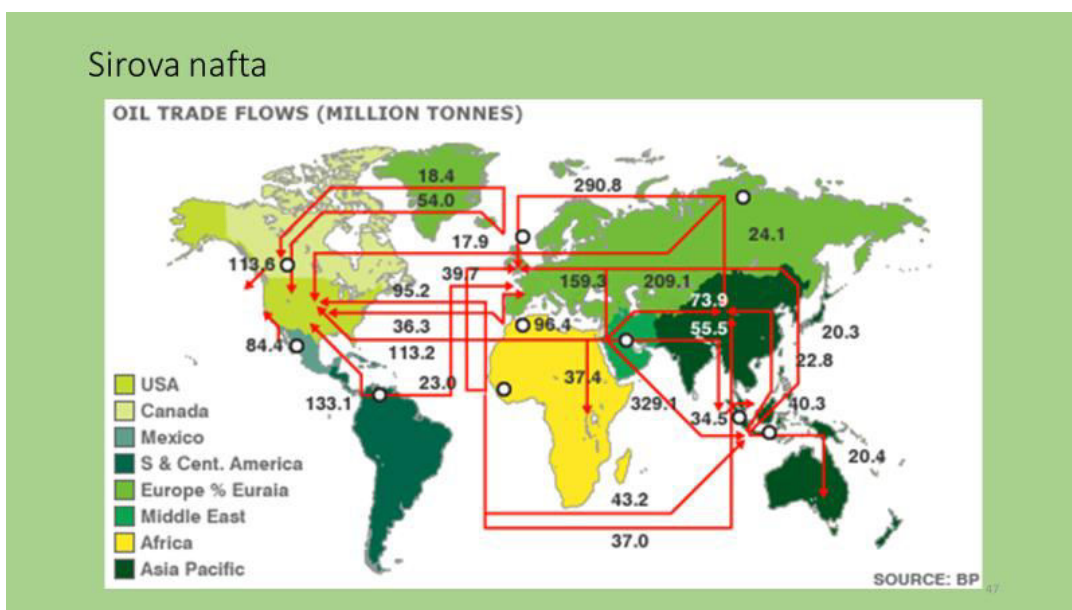 Sirova nafta
OIL TRADE FLOWS (MILLION TONNES)
18.4
54.0
290.8
17.9
24.1
113.6
39.7
95.2
159.3
209.1
73.9
36.3
96.4
55.5
20.3
84.4
113.2
22.8
23.0
37.4
133.1
329.1
34.5
40.3
20.4
43.2
37.0
USA
Canada
Mexico
S & Cent. America
Europe % Euraia
Middle East
Africa
Asia Pacific
SOURCE: BP
47